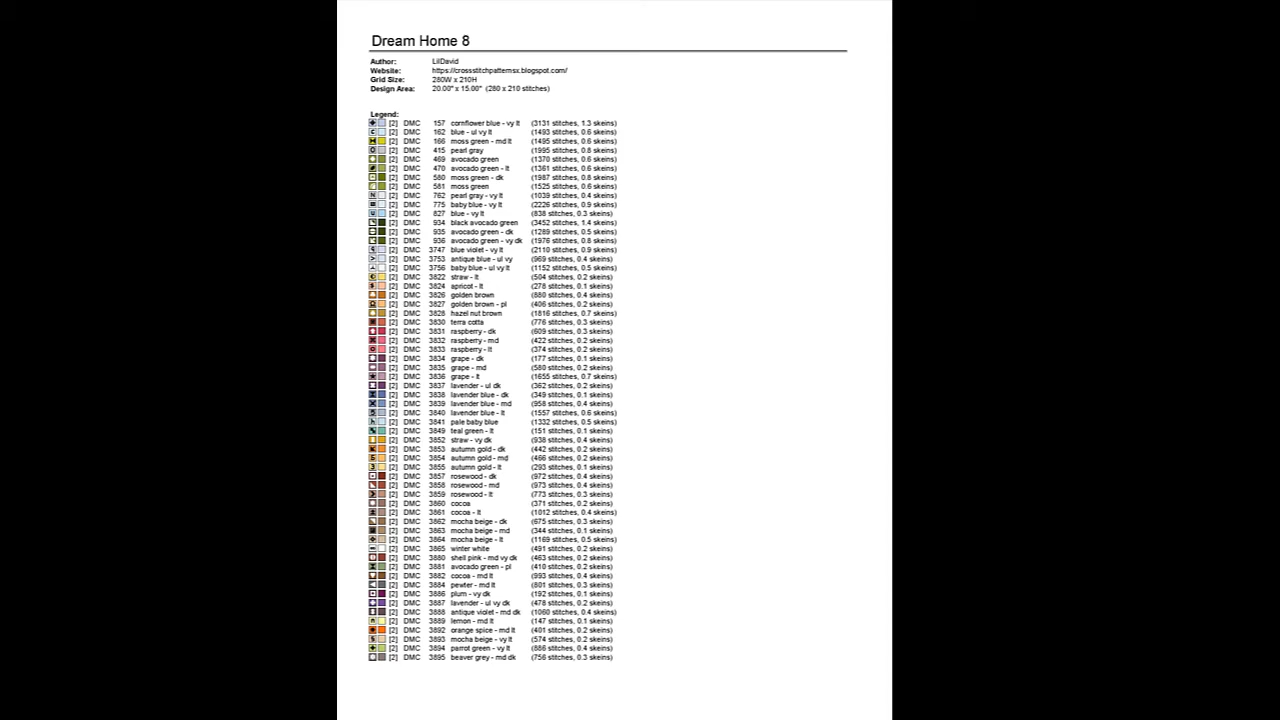 Dream Home 8
Author: LilDavid
Website: https://crossstitchpatternsx.blogspot.com/
Grid Size: 280W x 210H
Design Area: 20.00" x 15.00" (280 x 210 stitches)
Legend:
[2] DMC 157 cornflower blue - vy lt (3131 stitches, 1.3 skeins)
[2] DMC 162 blue - ul vy lt (1493 stitches, 0.6 skeins)
[2] DMC 166 moss green - md lt (1495 stitches, 0.6 skeins)
[2] DMC 415 pearl gray (1995 stitches, 0.8 skeins)
[2] DMC 469 avocado green (1370 stitches, 0.6 skeins)
[2] DMC 470 avocado green - lt (1361 stitches, 0.6 skeins)
[2] DMC 580 moss green - dk (1987 stitches, 0.8 skeins)
[2] DMC 581 moss green (1525 stitches, 0.6 skeins)
[2] DMC 762 pearl gray - vy lt (1039 stitches, 0.4 skeins)
[2] DMC 775 baby blue - vy lt (2226 stitches, 0.9 skeins)
[2] DMC 827 blue - vy lt (838 stitches, 0.3 skeins)
[2] DMC 934 black avocado green (3452 stitches, 1.4 skeins)
[2] DMC 935 avocado green - dk (1289 stitches, 0.5 skeins)
[2] DMC 936 avocado green - vy dk (1976 stitches, 0.8 skeins)
[2] DMC 3747 blue violet - vy lt (2110 stitches, 0.9 skeins)
[2] DMC 3753 antique blue - ul vy (969 stitches, 0.4 skeins)
[2] DMC 3756 baby blue - ul vy lt (1152 stitches, 0.5 skeins)
[2] DMC 3822 straw - lt (504 stitches, 0.2 skeins)
[2] DMC 3824 apricot - lt (278 stitches, 0.1 skeins)
[2] DMC 3826 golden brown (880 stitches, 0.4 skeins)
[2] DMC 3827 golden brown - pl (406 stitches, 0.2 skeins)
[2] DMC 3828 hazel nut brown (1816 stitches, 0.7 skeins)
[2] DMC 3830 terra cotta (776 stitches, 0.3 skeins)
[2] DMC 3831 raspberry - dk (609 stitches, 0.3 skeins)
[2] DMC 3832 raspberry - md (422 stitches, 0.2 skeins)
[2] DMC 3833 raspberry - lt (374 stitches, 0.2 skeins)
[2] DMC 3834 grape - dk (177 stitches, 0.1 skeins)
[2] DMC 3835 grape - md (580 stitches, 0.2 skeins)
[2] DMC 3836 grape - lt (1655 stitches, 0.7 skeins)
[2] DMC 3837 lavender - ul dk (362 stitches, 0.2 skeins)
[2] DMC 3838 lavender blue - dk (349 stitches, 0.1 skeins)
[2] DMC 3839 lavender blue - md (958 stitches, 0.4 skeins)
[2] DMC 3840 lavender blue - lt (1557 stitches, 0.6 skeins)
[2] DMC 3841 pale baby blue (1332 stitches, 0.5 skeins)
[2] DMC 3849 teal green - lt (151 stitches, 0.1 skeins)
[2] DMC 3852 straw - vy dk (938 stitches, 0.4 skeins)
[2] DMC 3853 autumn gold - dk (442 stitches, 0.2 skeins)
[2] DMC 3854 autumn gold - md (466 stitches, 0.2 skeins)
[2] DMC 3855 autumn gold - lt (293 stitches, 0.1 skeins)
[2] DMC 3857 rosewood - dk (972 stitches, 0.4 skeins)
[2] DMC 3858 rosewood - md (973 stitches, 0.4 skeins)
[2] DMC 3859 rosewood - lt (773 stitches, 0.3 skeins)
[2] DMC 3860 cocoa (371 stitches, 0.2 skeins)
[2] DMC 3861 cocoa - lt (1012 stitches, 0.4 skeins)
[2] DMC 3862 mocha beige - dk (675 stitches, 0.3 skeins)
[2] DMC 3863 mocha beige - md (344 stitches, 0.1 skeins)
[2] DMC 3864 mocha beige - lt (1169 stitches, 0.5 skeins)
[2] DMC 3865 winter white (491 stitches, 0.2 skeins)
[2] DMC 3880 shell pink - md vy dk (463 stitches, 0.2 skeins)
[2] DMC 3881 avocado green - pl (410 stitches, 0.2 skeins)
[2] DMC 3882 cocoa - md lt (993 stitches, 0.4 skeins)
[2] DMC 3884 pewter - md lt (801 stitches, 0.3 skeins)
[2] DMC 3886 plum - vy dk (192 stitches, 0.1 skeins)
[2] DMC 3887 lavender - ul vy dk (478 stitches, 0.2 skeins)
[2] DMC 3888 antique violet - md dk (1060 stitches, 0.4 skeins)
[2] DMC 3889 lemon - md lt (147 stitches, 0.1 skeins)
[2] DMC 3892 orange spice - md lt (401 stitches, 0.2 skeins)
[2] DMC 3893 mocha beige - vy lt (574 stitches, 0.2 skeins)
[2] DMC 3894 parrot green - vy lt (886 stitches, 0.4 skeins)
[2] DMC 3895 beaver grey - md dk (756 stitches, 0.3 skeins)